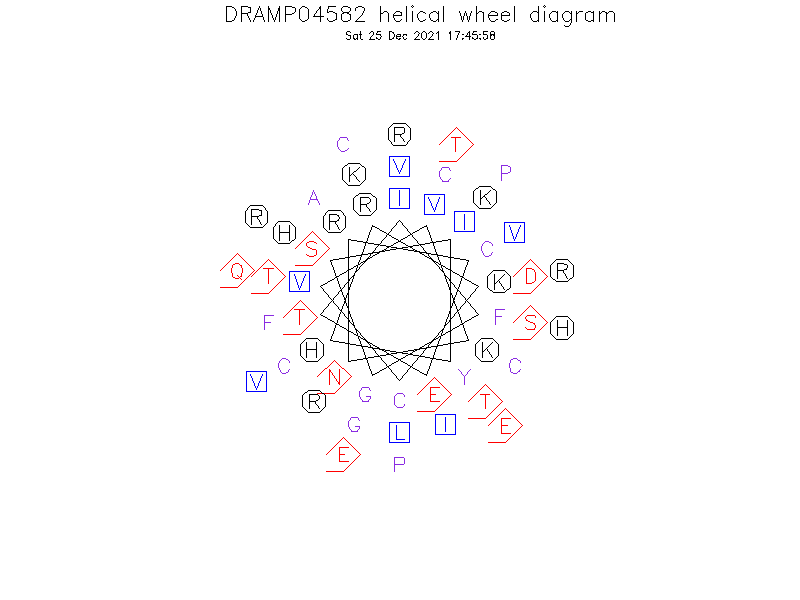 DRAMP04582 helical wheel diagram
Sat 25 Dec 2021 17:45:58
R
C T
V
K C P
A R I V K
R R I V
H S C
Q T V K D R
F T F S H
H K
C C
V N Y
R G C E T
G L I E
E P